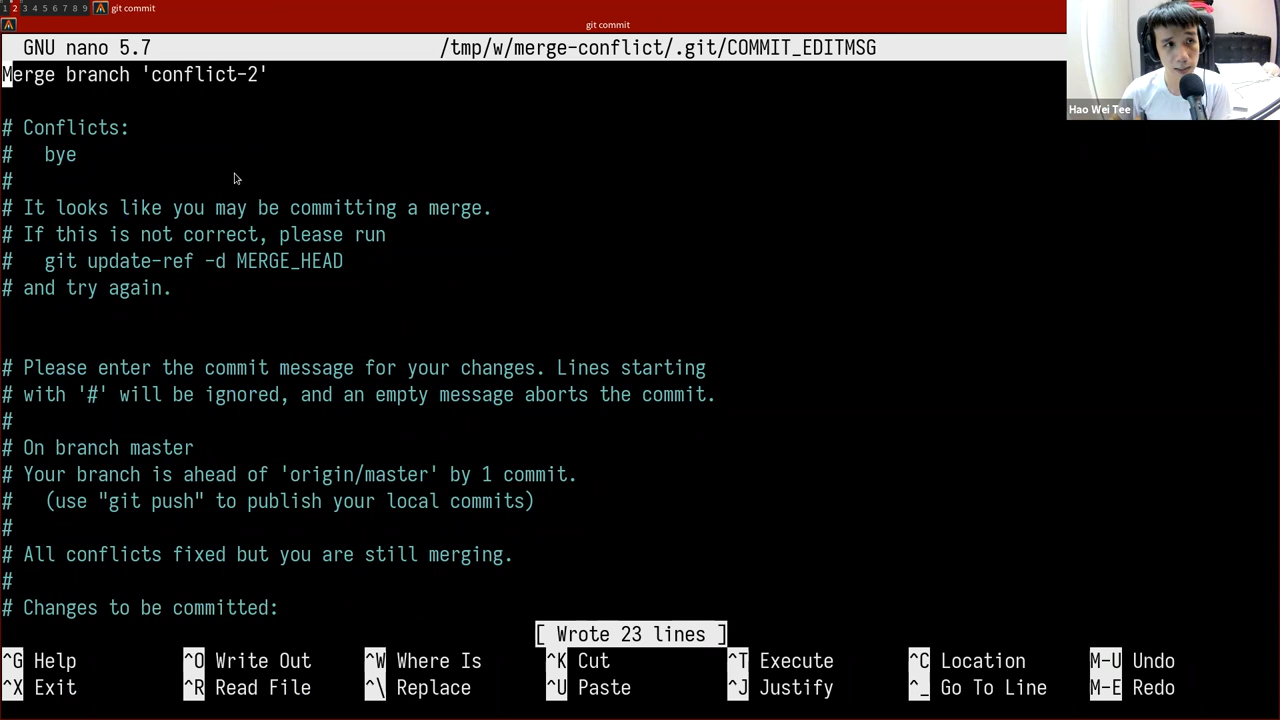 1 2 3 4 5 6 7 8 9 git commit
git commit
GNU nano 5.7 /tmp/w/merge-conflict/.git/COMMIT_EDITMSG
Merge branch 'conflict-2'
Hao Wei Tee
# Conflicts:
#   bye
#
# It looks like you may be committing a merge.
# If this is not correct, please run
#   git update-ref -d MERGE_HEAD
# and try again.
# Please enter the commit message for your changes. Lines starting
# with '#' will be ignored, and an empty message aborts the commit.
#
# On branch master
# Your branch is ahead of 'origin/master' by 1 commit.
#   (use "git push" to publish your local commits)
#
# All conflicts fixed but you are still merging.
#
# Changes to be committed:
[ Wrote 23 lines ]
^G Help ^O Write Out ^W Where Is ^K Cut ^T Execute ^C Location M-U Undo
^X Exit ^R Read File ^\ Replace ^U Paste ^J Justify ^_ Go To Line M-E Redo